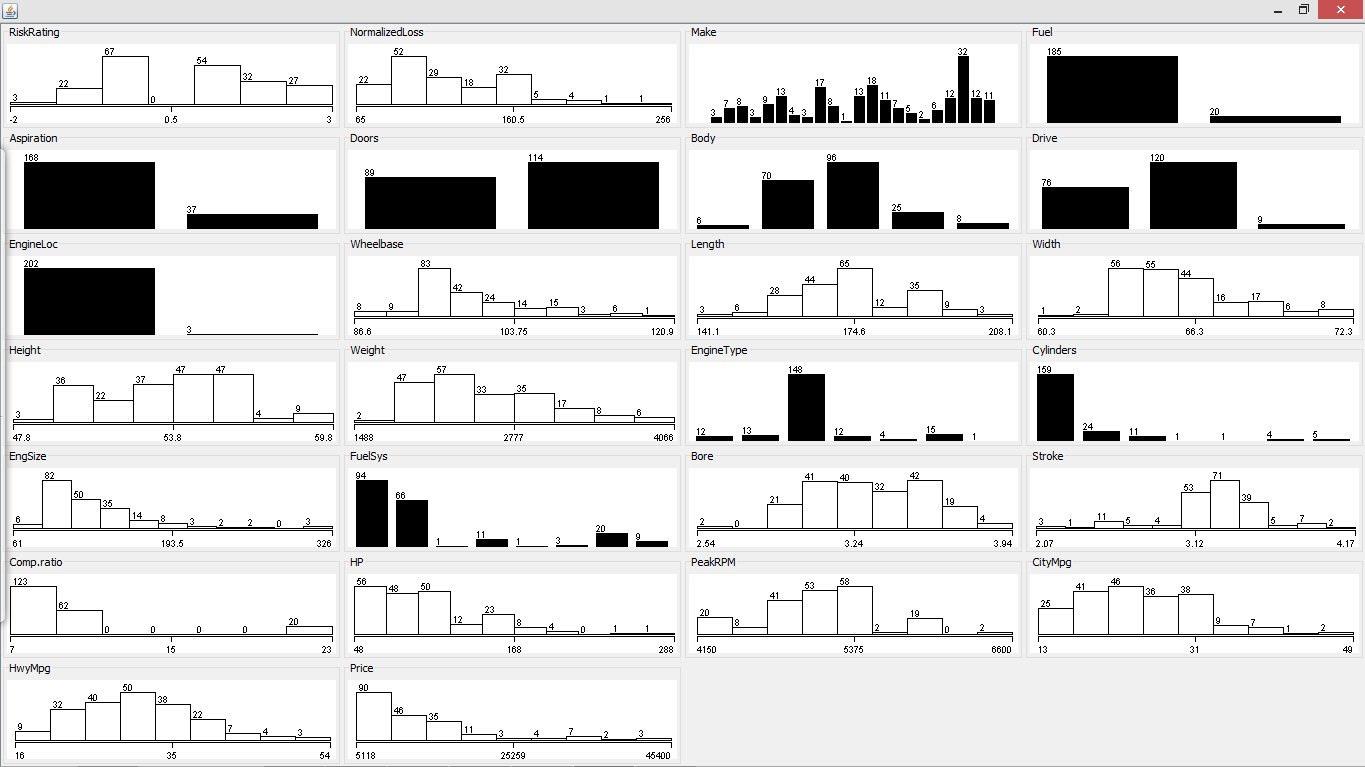 RiskRating
3 22 67 0 54 32 27
-2 0.5 3
NormalizedLoss
22 52 29 18 32 5 4 1 1
65 160.5 256
Make
3 7 8 3 9 13 4 3 17 8 1 13 18 11 7 5 2 6 12 32 12 11
Fuel
185 20
Aspiration
168 37
Doors
89 114
Body
6 70 96 25 8
Drive
76 120 9
EngineLoc
202 3
Wheelbase
8 9 83 42 24 14 15 3 6 1
86.6 103.75 120.9
Length
3 6 28 44 65 12 35 9 3
141.1 174.6 208.1
Width
1 2 56 55 44 16 17 6 8
60.3 66.3 72.3
Height
3 36 22 37 47 47 4 9
47.8 53.8 59.8
Weight
2 47 57 33 35 17 8 6
1488 2777 4066
EngineType
12 13 148 12 4 15 1
Cylinders
159 24 11 1 1 4 5
EngSize
6 82 50 35 14 8 3 2 2 0 3
61 193.5 326
FuelSys
94 66 1 11 1 3 20 9
Bore
2 0 21 41 40 32 42 19 4
2.54 3.24 3.94
Stroke
3 1 11 5 4 53 71 39 5 7 2
2.07 3.12 4.17
Comp.ratio
123 62 0 0 0 0 20
7 15 23
HP
56 48 50 12 23 8 4 0 1 1
48 168 288
PeakRPM
20 8 41 53 58 2 19 0 2
4150 5375 6600
CityMpg
25 41 46 36 38 9 7 1 2
13 31 49
HwyMpg
9 32 40 50 38 22 7 4 3
16 35 54
Price
90 46 35 11 3 4 7 2 3
5118 25259 45400